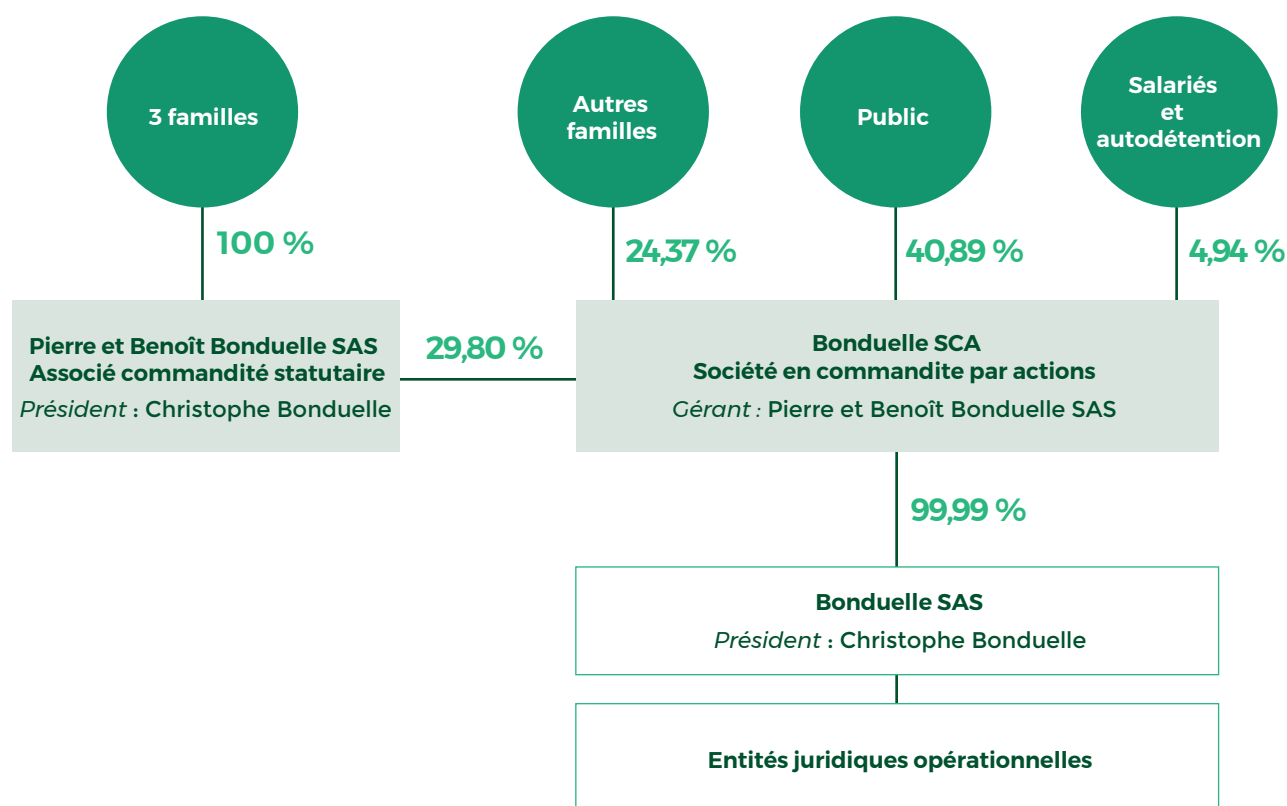 3 familles
Autres
familles
Public
Salariés
et
autodétention
100 %
24,37 %
40,89 %
4,94 %
Pierre et Benoît Bonduelle SAS
Associé commandité statutaire
Président : Christophe Bonduelle
29,80 %
Bonduelle SCA
Société en commandite par actions
Gérant : Pierre et Benoît Bonduelle SAS
99,99 %
Bonduelle SAS
Président : Christophe Bonduelle
Entités juridiques opérationnelles